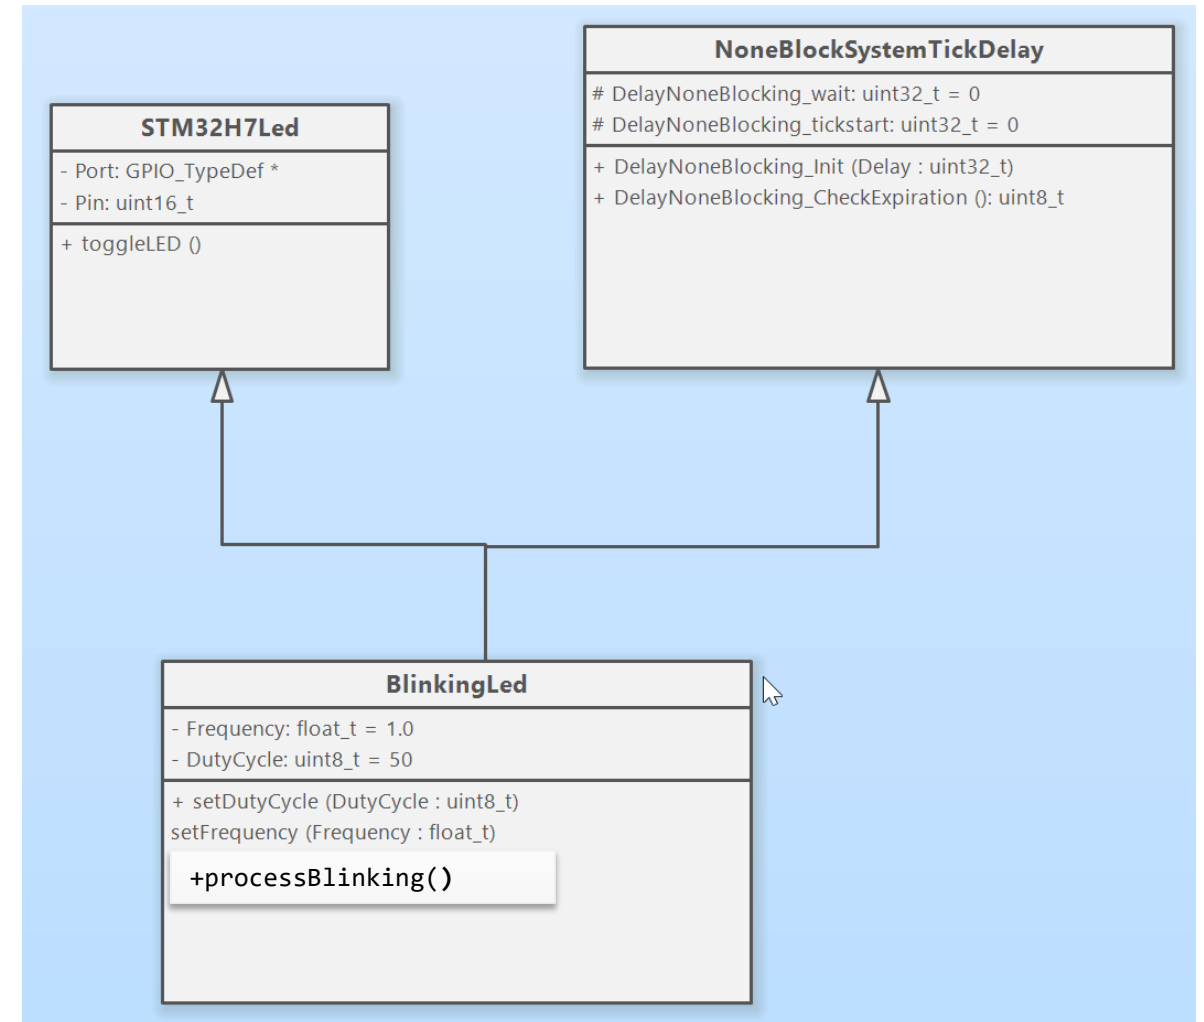 STM32H7Led
- Port: GPIO_TypeDef *
- Pin: uint16_t
+ toggleLED ()
NoneBlockSystemTickDelay
# DelayNoneBlocking_wait: uint32_t = 0
# DelayNoneBlocking_tickstart: uint32_t = 0
+ DelayNoneBlocking_Init (Delay : uint32_t)
+ DelayNoneBlocking_CheckExpiration (): uint8_t
BlinkingLed
- Frequency: float_t = 1.0
- DutyCycle: uint8_t = 50
+ setDutyCycle (DutyCycle : uint8_t)
setFrequency (Frequency : float_t)
+processBlinking()